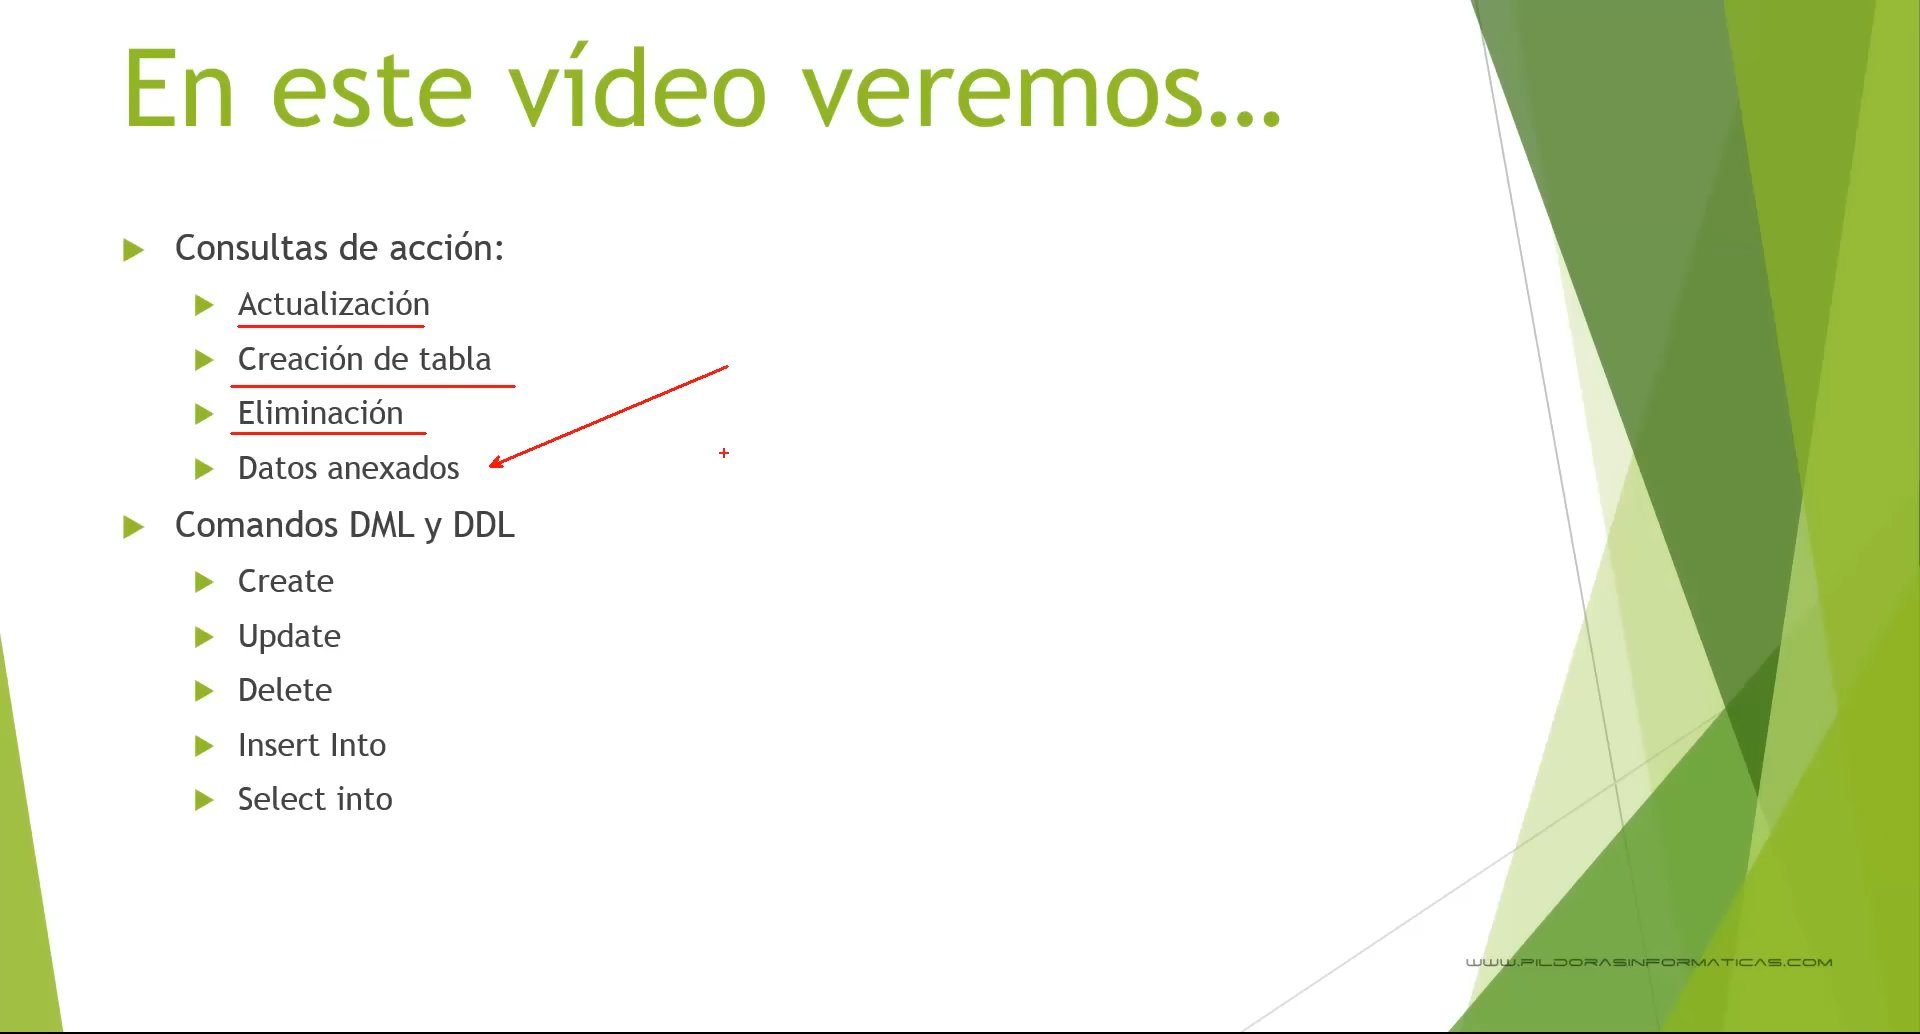 En este vídeo veremos...
Consultas de acción:
Actualización
Creación de tabla
Eliminación
Datos anexados
Comandos DML y DDL
Create
Update
Delete
Insert Into
Select into
WWW.PILDORASINFORMATICAS.COM